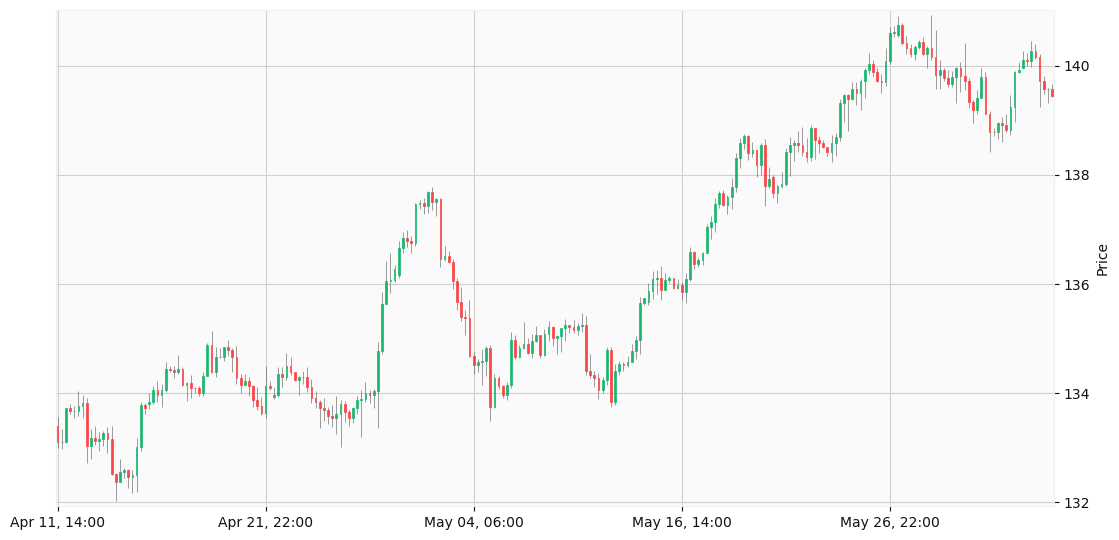 140
138
136
134
132
Price
Apr 11, 14:00
Apr 21, 22:00
May 04, 06:00
May 16, 14:00
May 26, 22:00